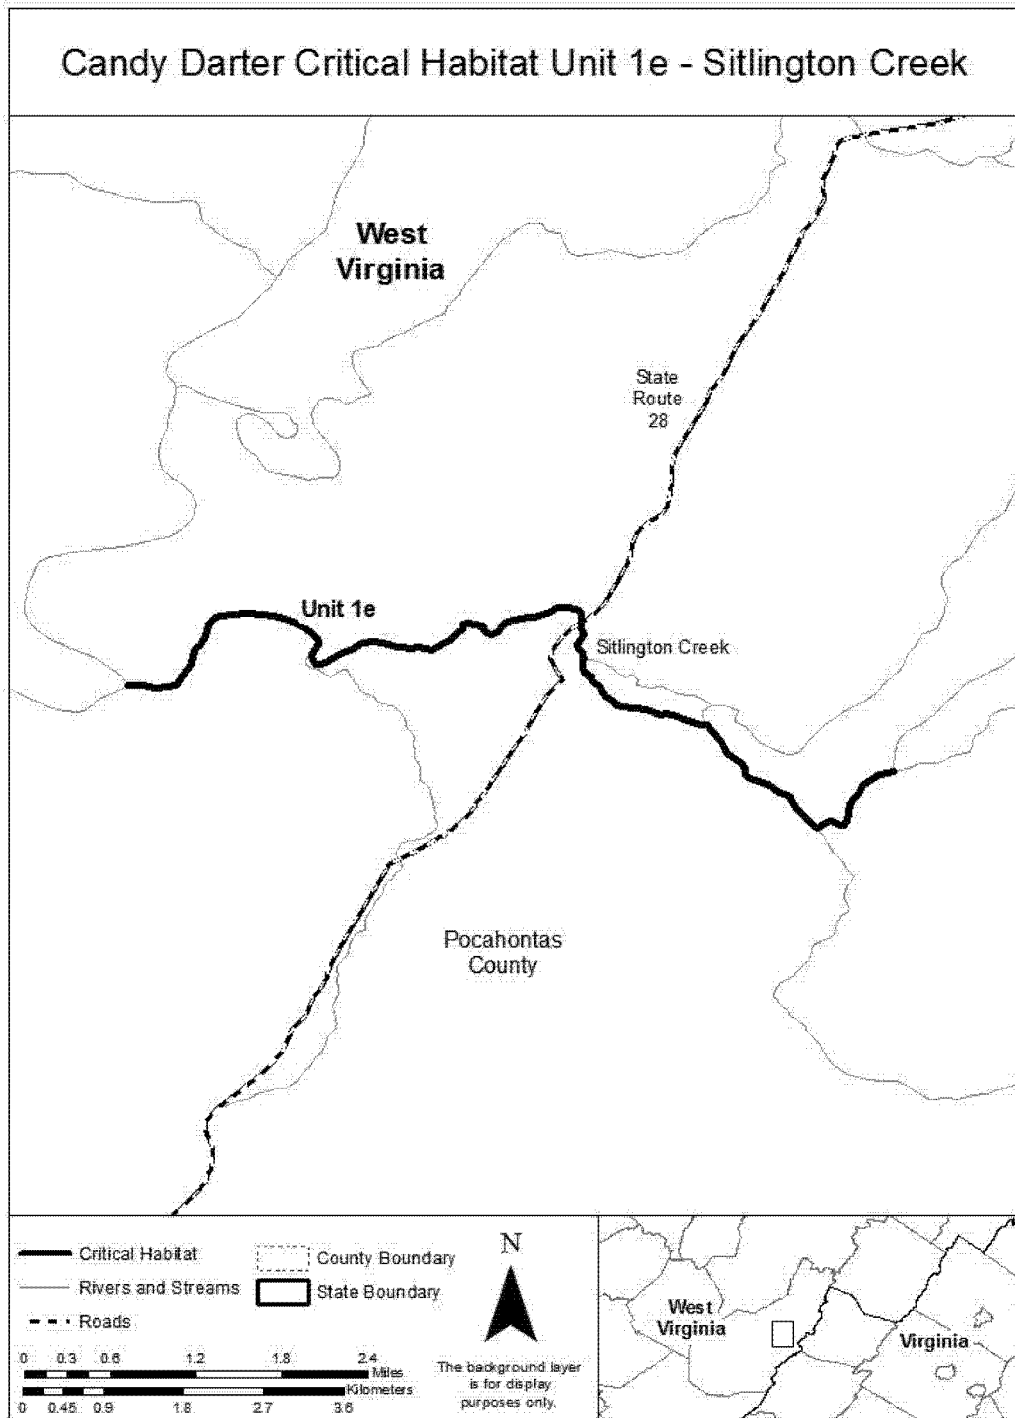 Candy Darter Critical Habitat Unit 1e - Sitlington Creek
West
Virginia
State
Route
28
Unit 1e
Sitlington Creek
Pocahontas
County
Critical Habitat
Rivers and Streams
Roads
County Boundary
State Boundary
0 0.3 0.6 1.2 1.8 2.4
Miles
Kilometers
0 0.45 0.9 1.8 2.7 3.6
N
The background layer
is for display
purposes only.
West
Virginia
Virginia